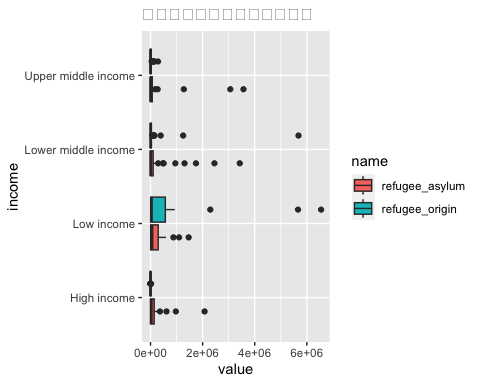 Upper middle income
Lower middle income
Low income
High income
income
0e+00 2e+06 4e+06 6e+06
value
name
refugee_asylum
refugee_origin